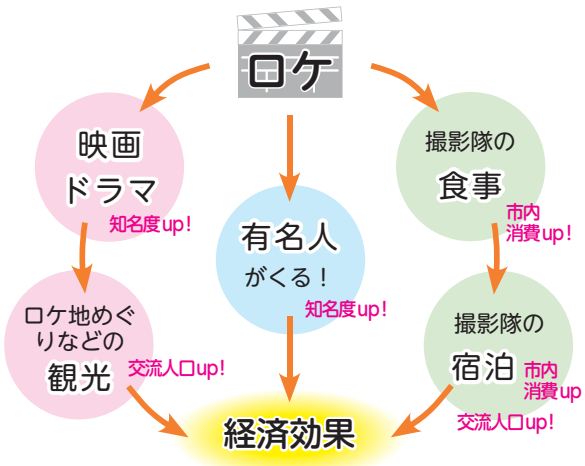 ロケ
映画
ドラマ
知名度up!
ロケ地めぐ
りなどの
観光
交流人口up!
有名人
がくる！
知名度up!
撮影隊の
食事
市内
消費up!
撮影隊の
宿泊
市内
消費up
交流人口up!
経済効果